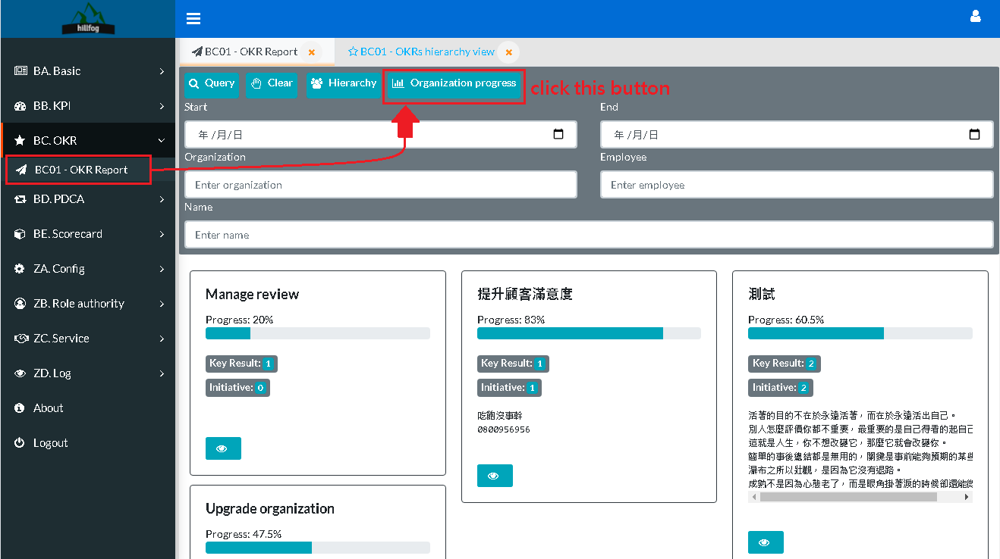 hillfog
BA. Basic
BB. KPI
BC. OKR
BC01 - OKR Report
BD. PDCA
BE. Scorecard
ZA. Config
ZB. Role authority
ZC. Service
ZD. Log
About
Logout
BC01 - OKR Report
BC01 - OKRs hierarchy view
Query
Clear
Hierarchy
Organization progress
click this button
Start
End
年 /月/日
年 /月/日
Organization
Employee
Enter organization
Enter employee
Name
Enter name
Manage review
Progress: 20%
Key Result: 1
Initiative: 0
Upgrade organization
Progress: 47.5%
提升顧客滿意度
Progress: 83%
Key Result: 1
Initiative: 1
吃飽沒事幹
0800956956
測試
Progress: 60.5%
Key Result: 2
Initiative: 2
活著的目的不在於永遠活著，而在於永遠活出自己。
別人怎麼評價你都不重要，最重要的是自己得看的起自己
這就是人生，你不想改變它，那麼它就會改變你。
簡單的事後總結都是無用的，關鍵是事前能夠預期的某些
瀑布之所以壯觀，是因為它沒有退路。
成熟不是因為心態老了，而是眼角掛著淚的時候卻還能微